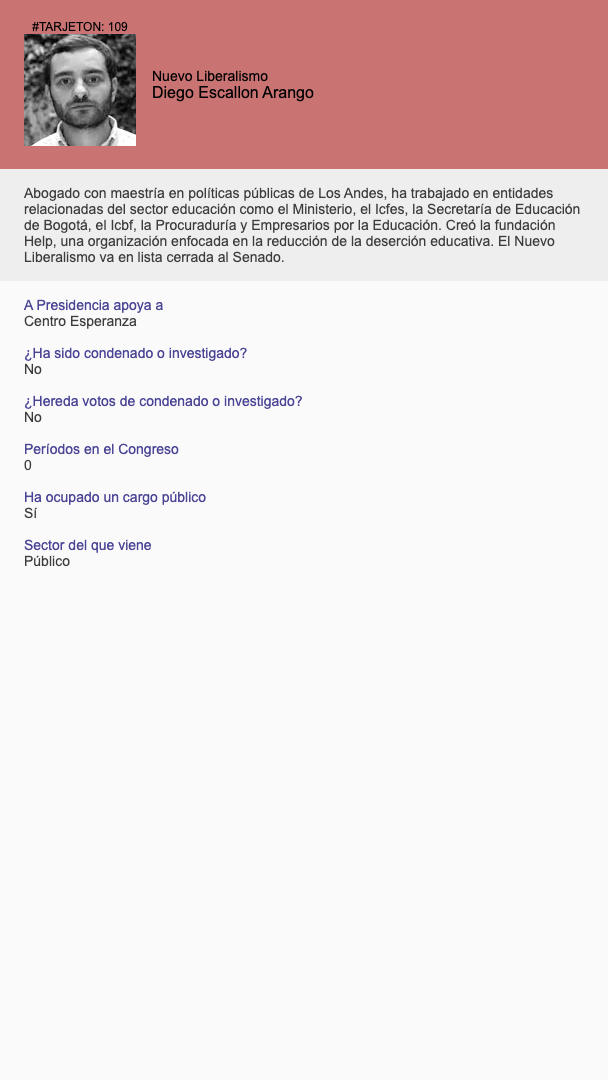 #TARJETON: 109
Nuevo Liberalismo
Diego Escallon Arango
Abogado con maestría en políticas públicas de Los Andes, ha trabajado en entidades
relacionadas del sector educación como el Ministerio, el Icfes, la Secretaría de Educación
de Bogotá, el Icbf, la Procuraduría y Empresarios por la Educación. Creó la fundación
Help, una organización enfocada en la reducción de la deserción educativa. El Nuevo
Liberalismo va en lista cerrada al Senado.
A Presidencia apoya a
Centro Esperanza
¿Ha sido condenado o investigado?
No
¿Hereda votos de condenado o investigado?
No
Períodos en el Congreso
0
Ha ocupado un cargo público
Sí
Sector del que viene
Público